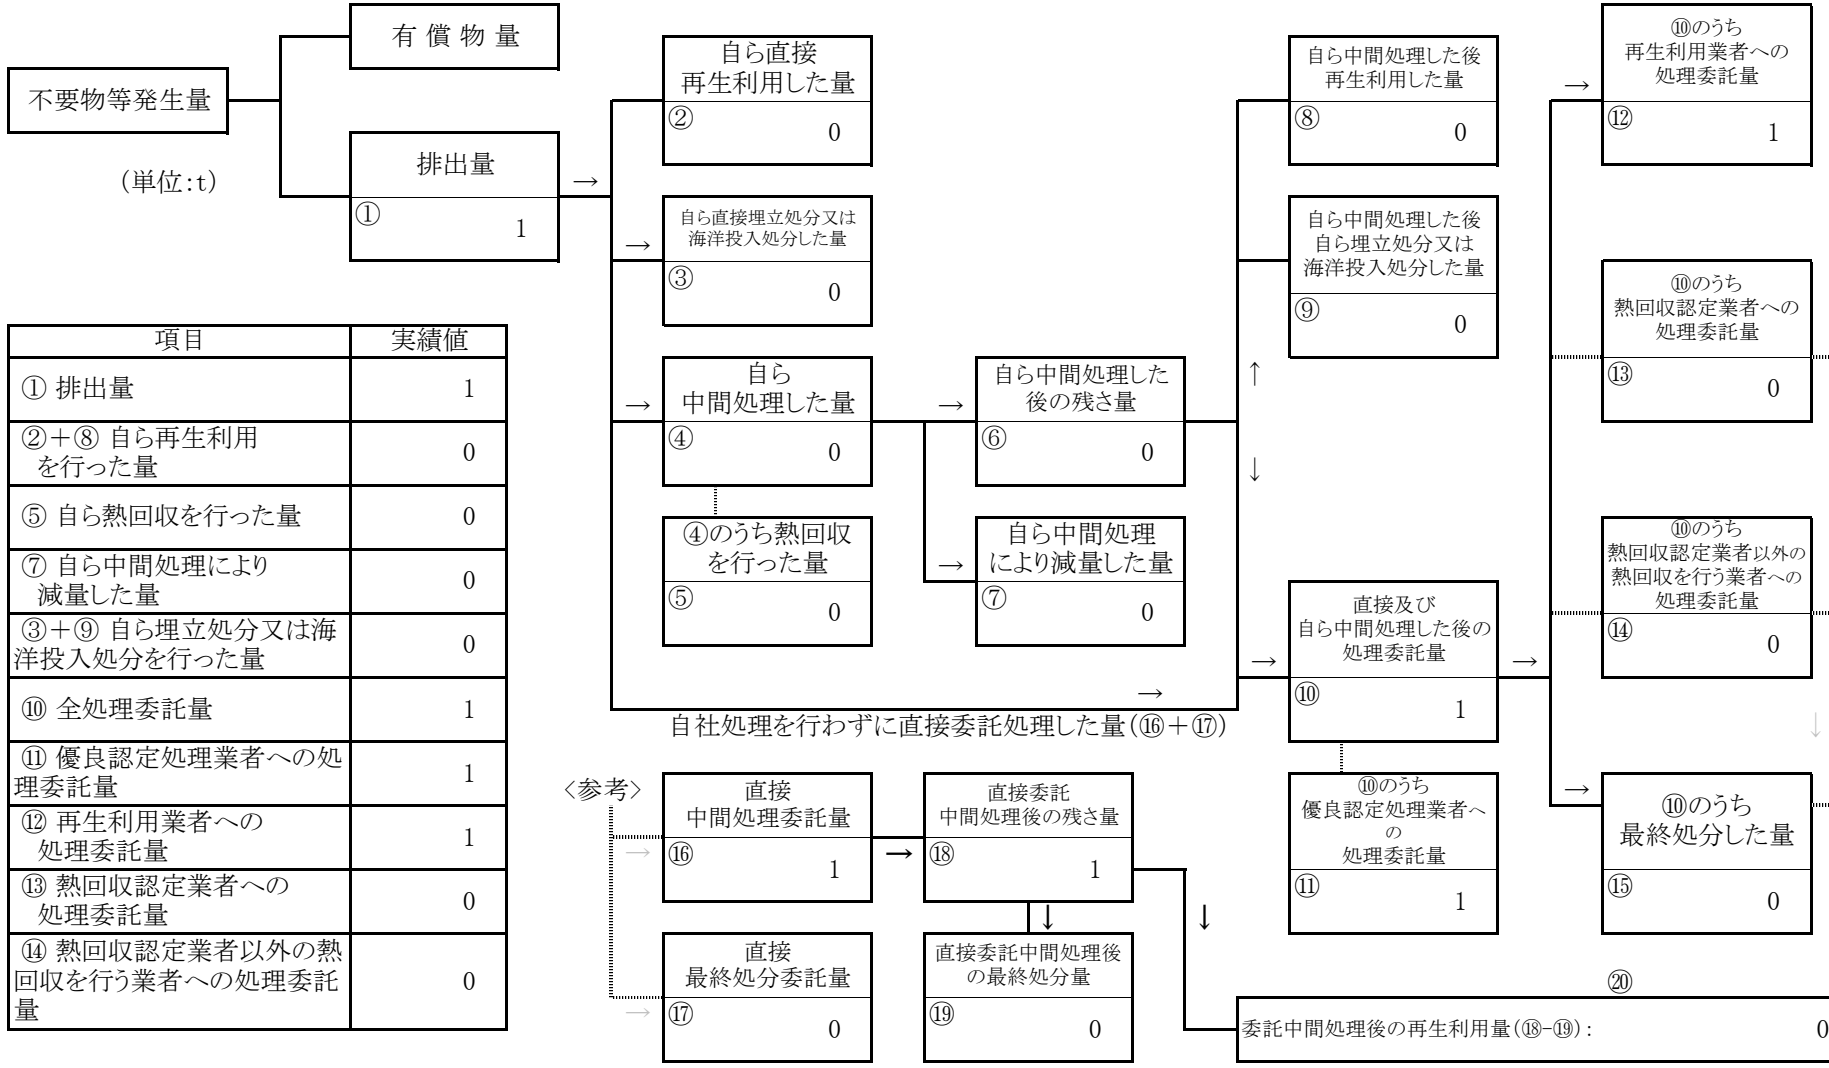 不要物等発生量
有償物量
(単位:t)
排出量
①
1
→
自ら直接
再生利用した量
②
0
→
自ら直接埋立処分又は
海洋投入処分した量
③
0
→
自ら
中間処理した量
④
0
④のうち熱回収
を行った量
⑤
0
→
自ら中間処理した
後の残さ量
⑥
0
→
自ら中間処理
により減量した量
⑦
0
自ら中間処理した後
再生利用した量
⑧
0
自ら中間処理した後
自ら埋立処分又は
海洋投入処分した量
⑨
0
↑
↓
→
直接及び
自ら中間処理した後の
処理委託量
⑩
1
→
⑩のうち
優良認定処理業者へ
の
処理委託量
⑪
1
→
⑩のうち
再生利用業者への
処理委託量
⑫
1
⑩のうち
熱回収認定業者への
処理委託量
⑬
0
⑩のうち
熱回収認定業者以外の
熱回収を行う業者への
処理委託量
⑭
0
↓
→
⑩のうち
最終処分した量
⑮
0
→
自社処理を行わずに直接委託処理した量(⑯+⑰)
<参考>
→
直接
中間処理委託量
⑯
1
→
直接委託
中間処理後の残さ量
⑱
1
→
直接
最終処分委託量
⑰
0
↓
直接委託中間処理後
の最終処分量
⑲
0
↓
⑳
委託中間処理後の再生利用量(⑱-⑲): 0
項目 実績値
① 排出量 1
②+⑧ 自ら再生利用
を行った量 0
⑤ 自ら熱回収を行った量 0
⑦ 自ら中間処理により
減量した量 0
③+⑨ 自ら埋立処分又は海
洋投入処分を行った量 0
⑩ 全処理委託量 1
⑪ 優良認定処理業者への処
理委託量 1
⑫ 再生利用業者への
処理委託量 1
⑬ 熱回収認定業者への
処理委託量 0
⑭ 熱回収認定業者以外の熱
回収を行う業者への処理委託
量 0